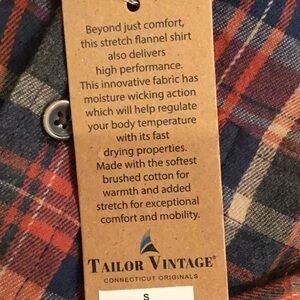 Beyond just comfort,
this stretch flannel shirt
also delivers
high performance.
This innovative fabric has
moisture wicking action
which will help regulate
your body temperature
with its fast
drying properties.
Made with the softest
brushed cotton for
warmth and added
stretch for exceptional
comfort and mobility.
TAILOR VINTAGE®
CONNECTICUT ORIGINALS
S